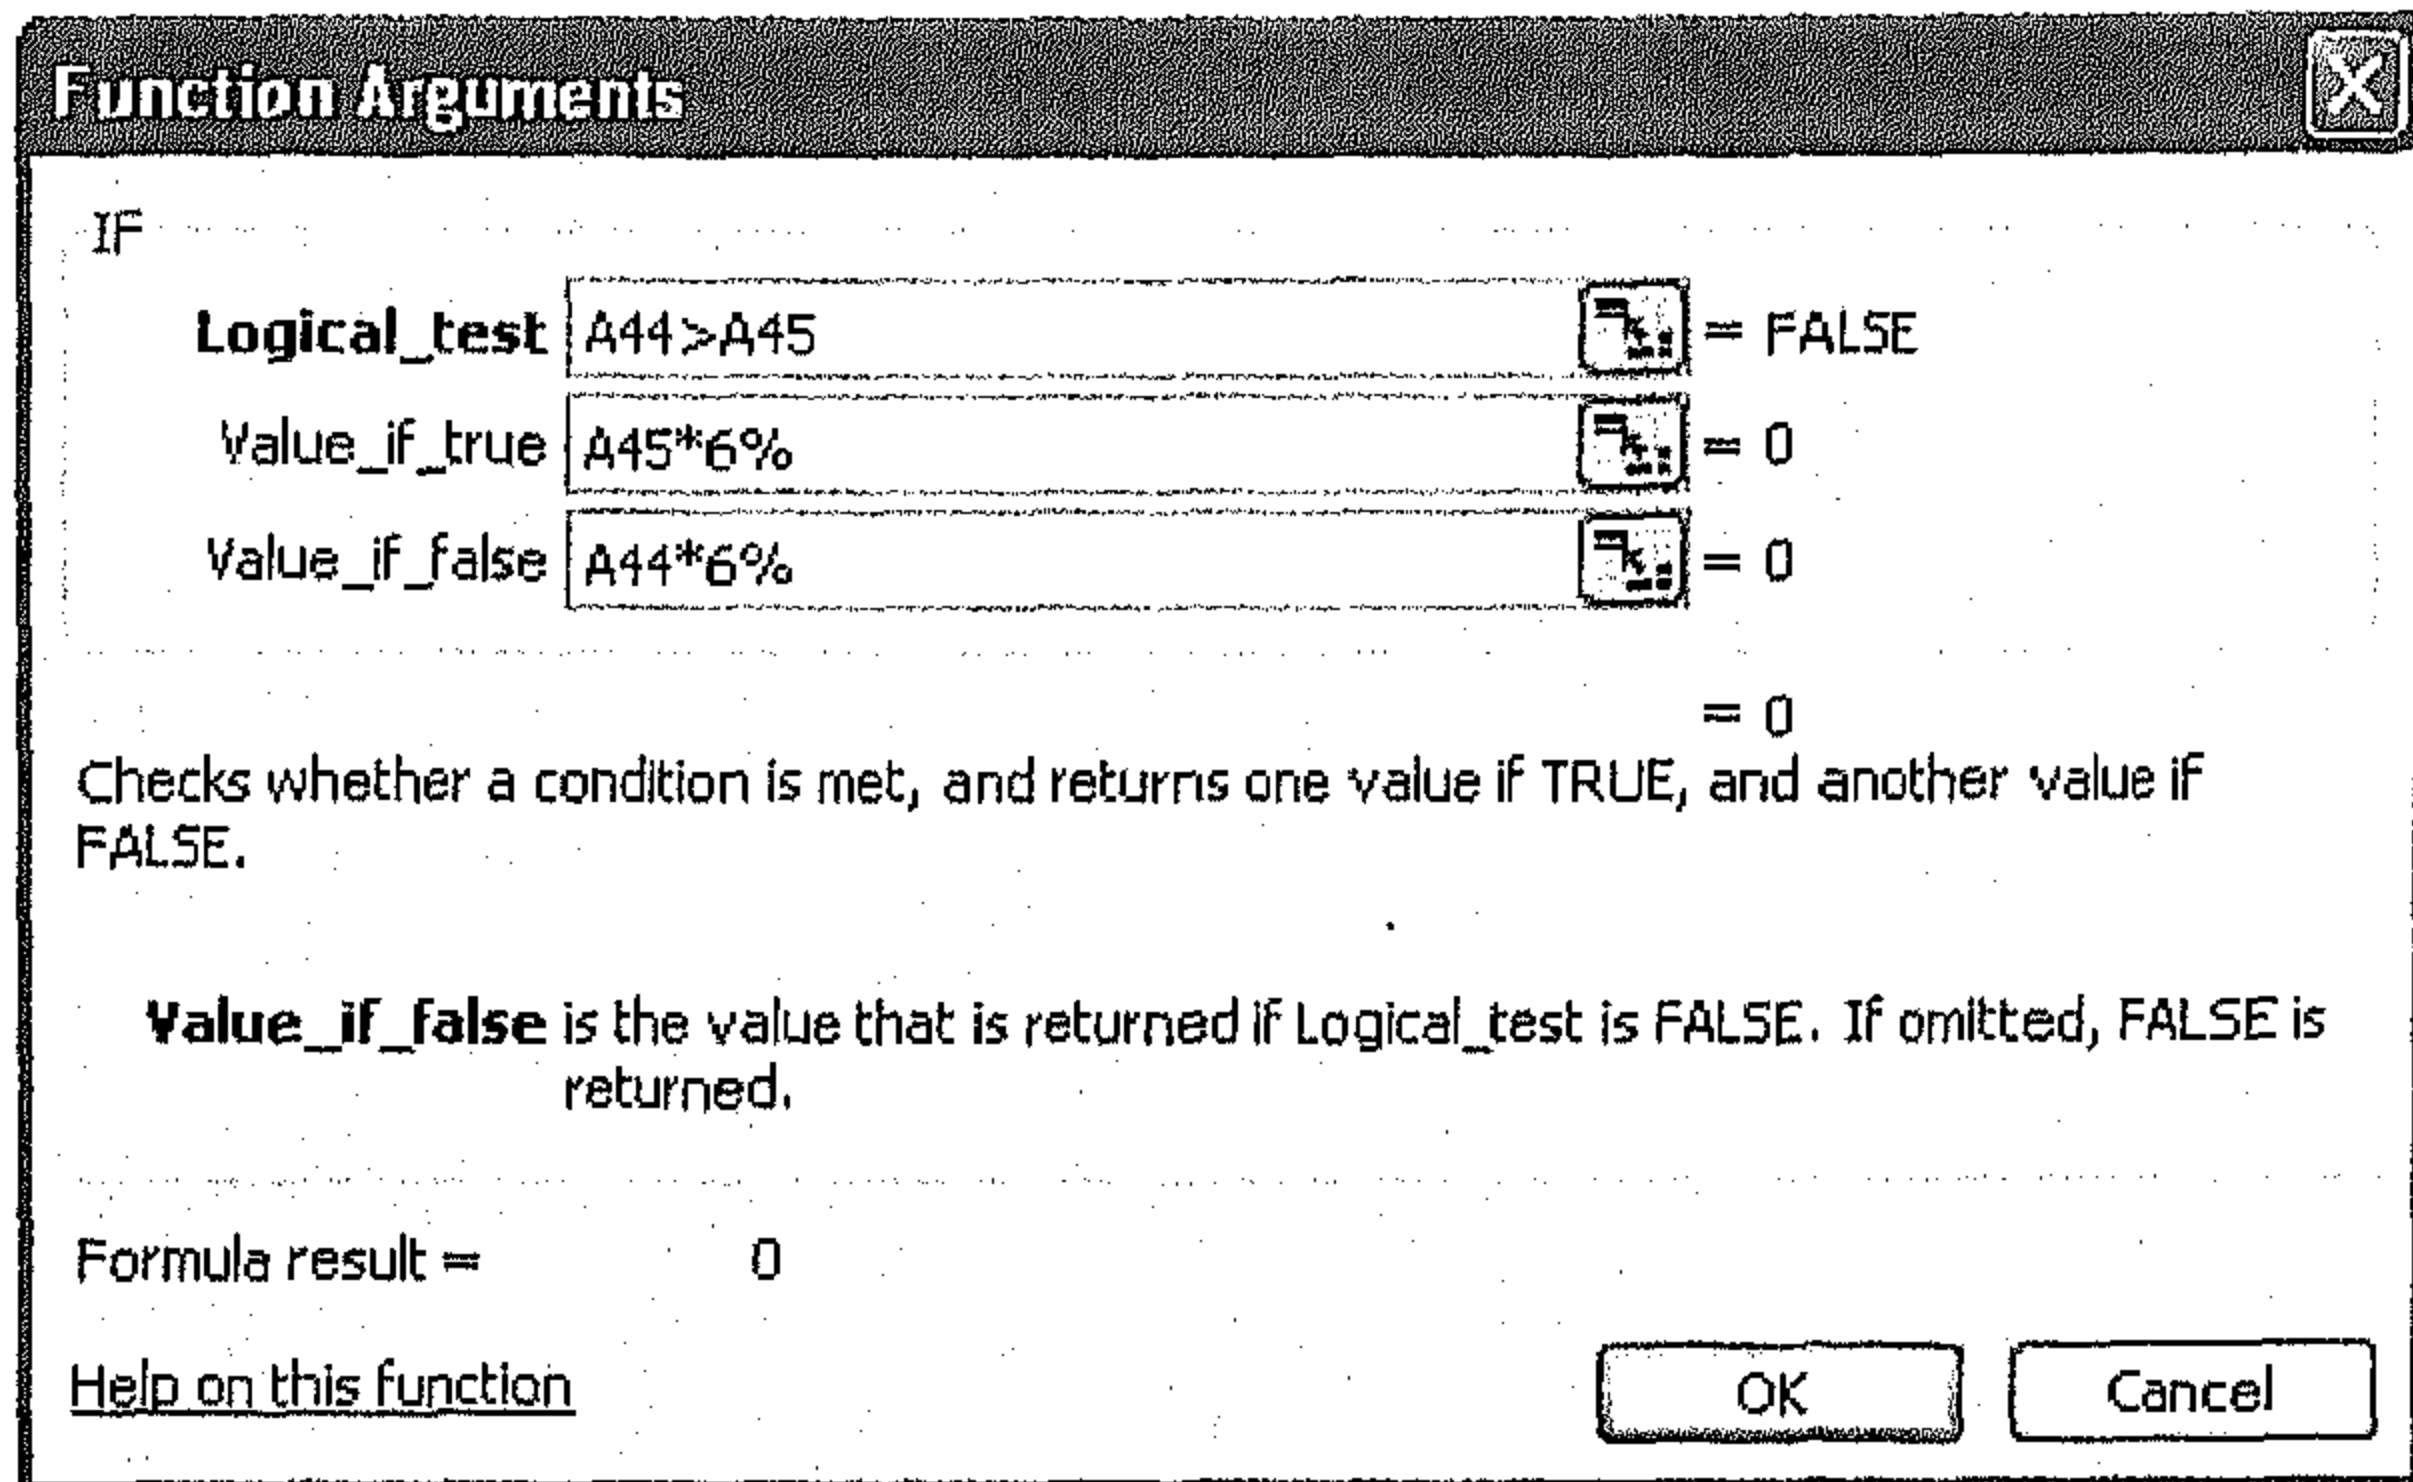 Function Arguments
IF
Logical_test A44>A45 = FALSE
Value_if_true A45*6% = 0
Value_if_false A44*6% = 0
= 0
Checks whether a condition is met, and returns one value if TRUE, and another value if
FALSE.
Value_if_false is the value that is returned if Logical_test is FALSE. If omitted, FALSE is
returned.
Formula result = 0
Help on this function OK Cancel